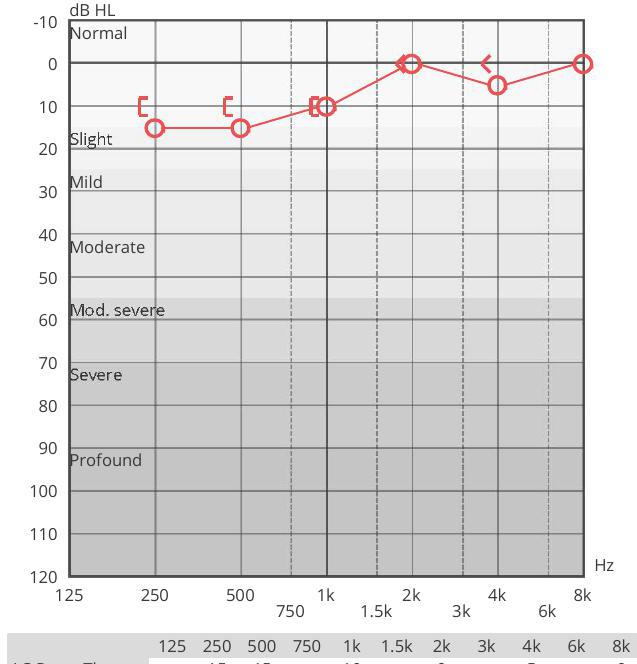 dB HL
-10
Normal
0
10
Slight
20
Mild
30
40
Moderate
50
Mod. severe
60
70
Severe
80
90
Profound
100
110
120
Hz
125 250 500 1k 2k 4k 8k
750 1.5k 3k 6k
125 250 500 750 1k 1.5k 2k 3k 4k 6k 8k